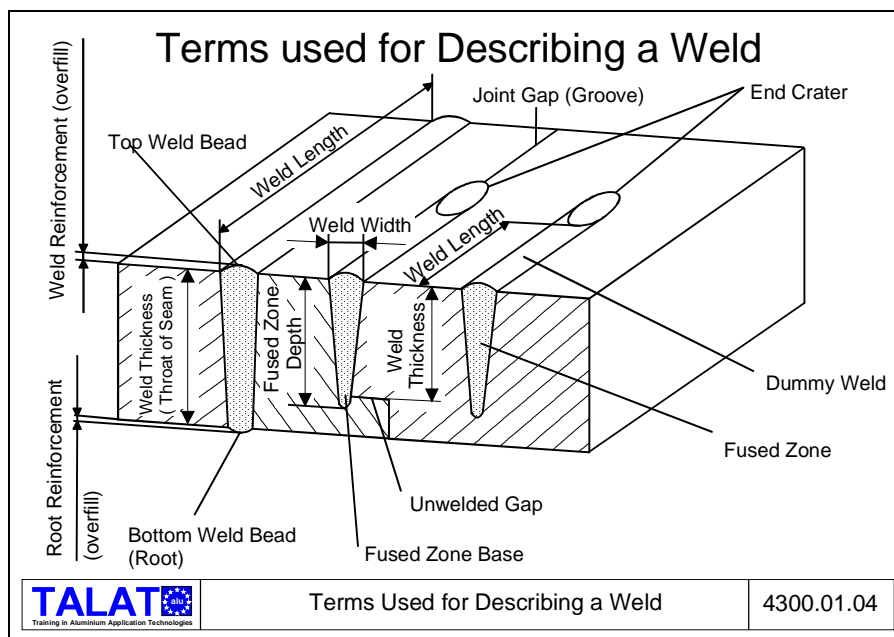 Terms used for Describing a Weld
Weld Reinforcement (overfill)
Top Weld Bead
Weld Length
Joint Gap (Groove)
End Crater
Weld Width
Weld Length
Weld Thickness
( Throat of Seam)
Fused Zone
Depth
Weld
Thickness
Dummy Weld
Fused Zone
Root Reinforcement
(overfill)
Unwelded Gap
Bottom Weld Bead
(Root)
Fused Zone Base
TALAT
alu
Training in Aluminium Application Technologies
Terms Used for Describing a Weld
4300.01.04